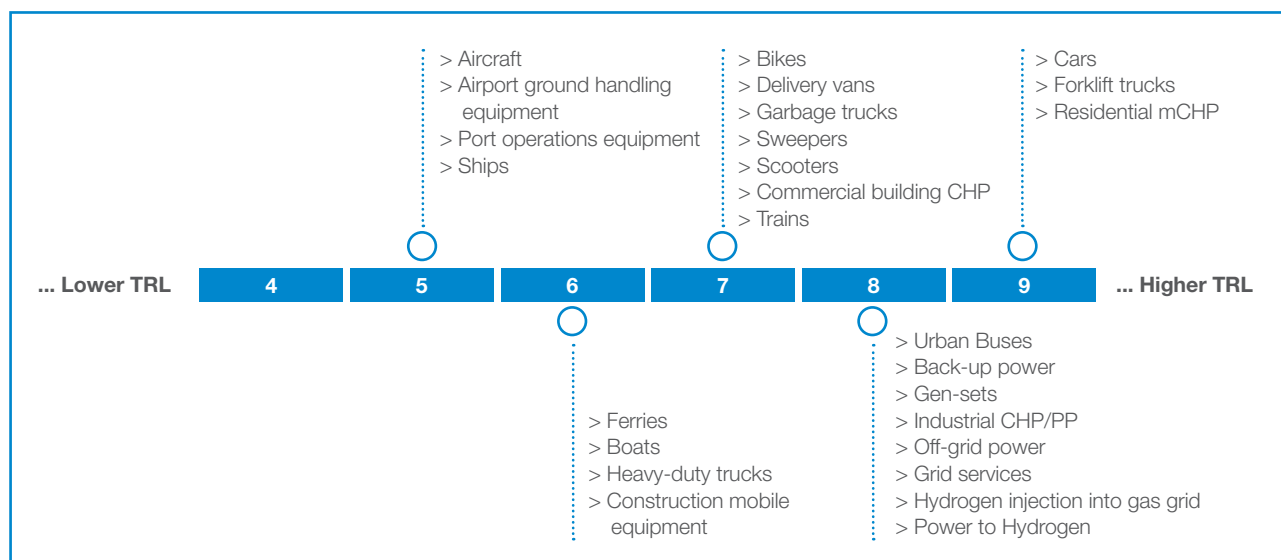 > Aircraft
> Airport ground handling
equipment
> Port operations equipment
> Ships
> Bikes
> Delivery vans
> Garbage trucks
> Sweepers
> Scooters
> Commercial building CHP
> Trains
> Cars
> Forklift trucks
> Residential mCHP
... Lower TRL 4 5 6 7 8 9 ... Higher TRL
> Ferries
> Boats
> Heavy-duty trucks
> Construction mobile
equipment
> Urban Buses
> Back-up power
> Gen-sets
> Industrial CHP/PP
> Off-grid power
> Grid services
> Hydrogen injection into gas grid
> Power to Hydrogen